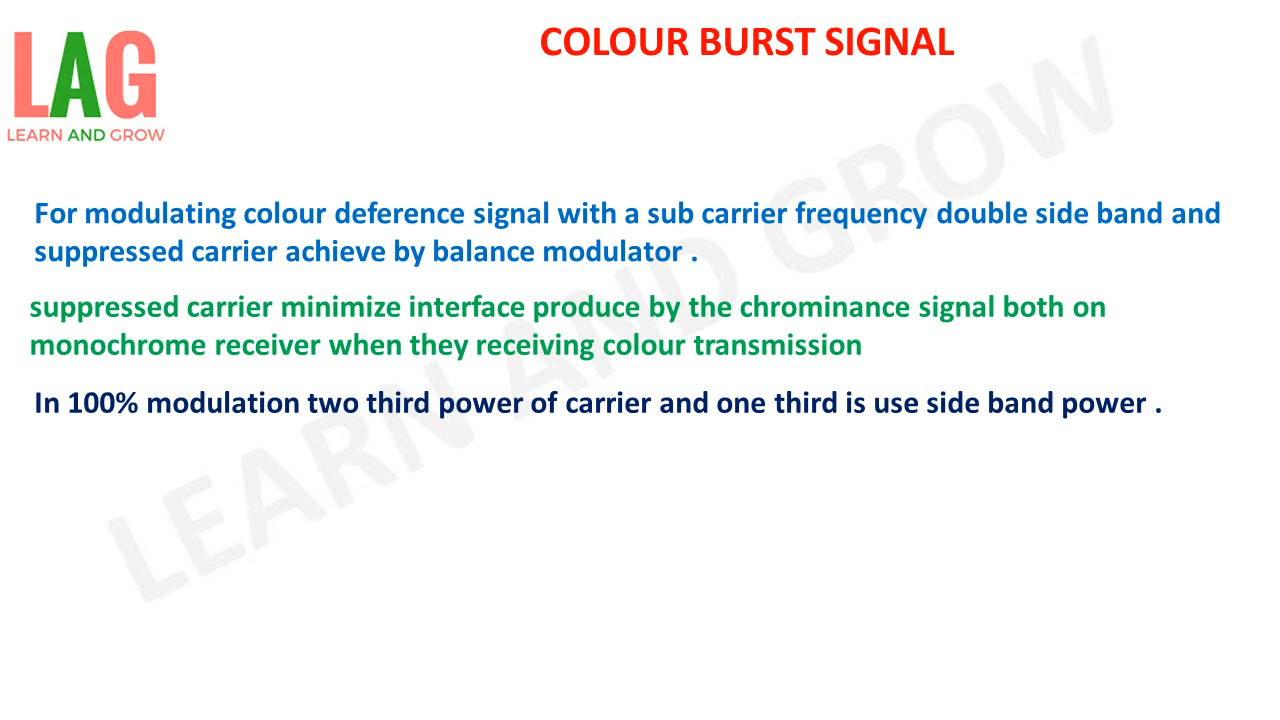 LAG
LEARN AND GROW
COLOUR BURST SIGNAL
For modulating colour deference signal with a sub carrier frequency double side band and
suppressed carrier achieve by balance modulator .
suppressed carrier minimize interface produce by the chrominance signal both on
monochrome receiver when they receiving colour transmission
In 100% modulation two third power of carrier and one third is use side band power .
LEARN AND GROW